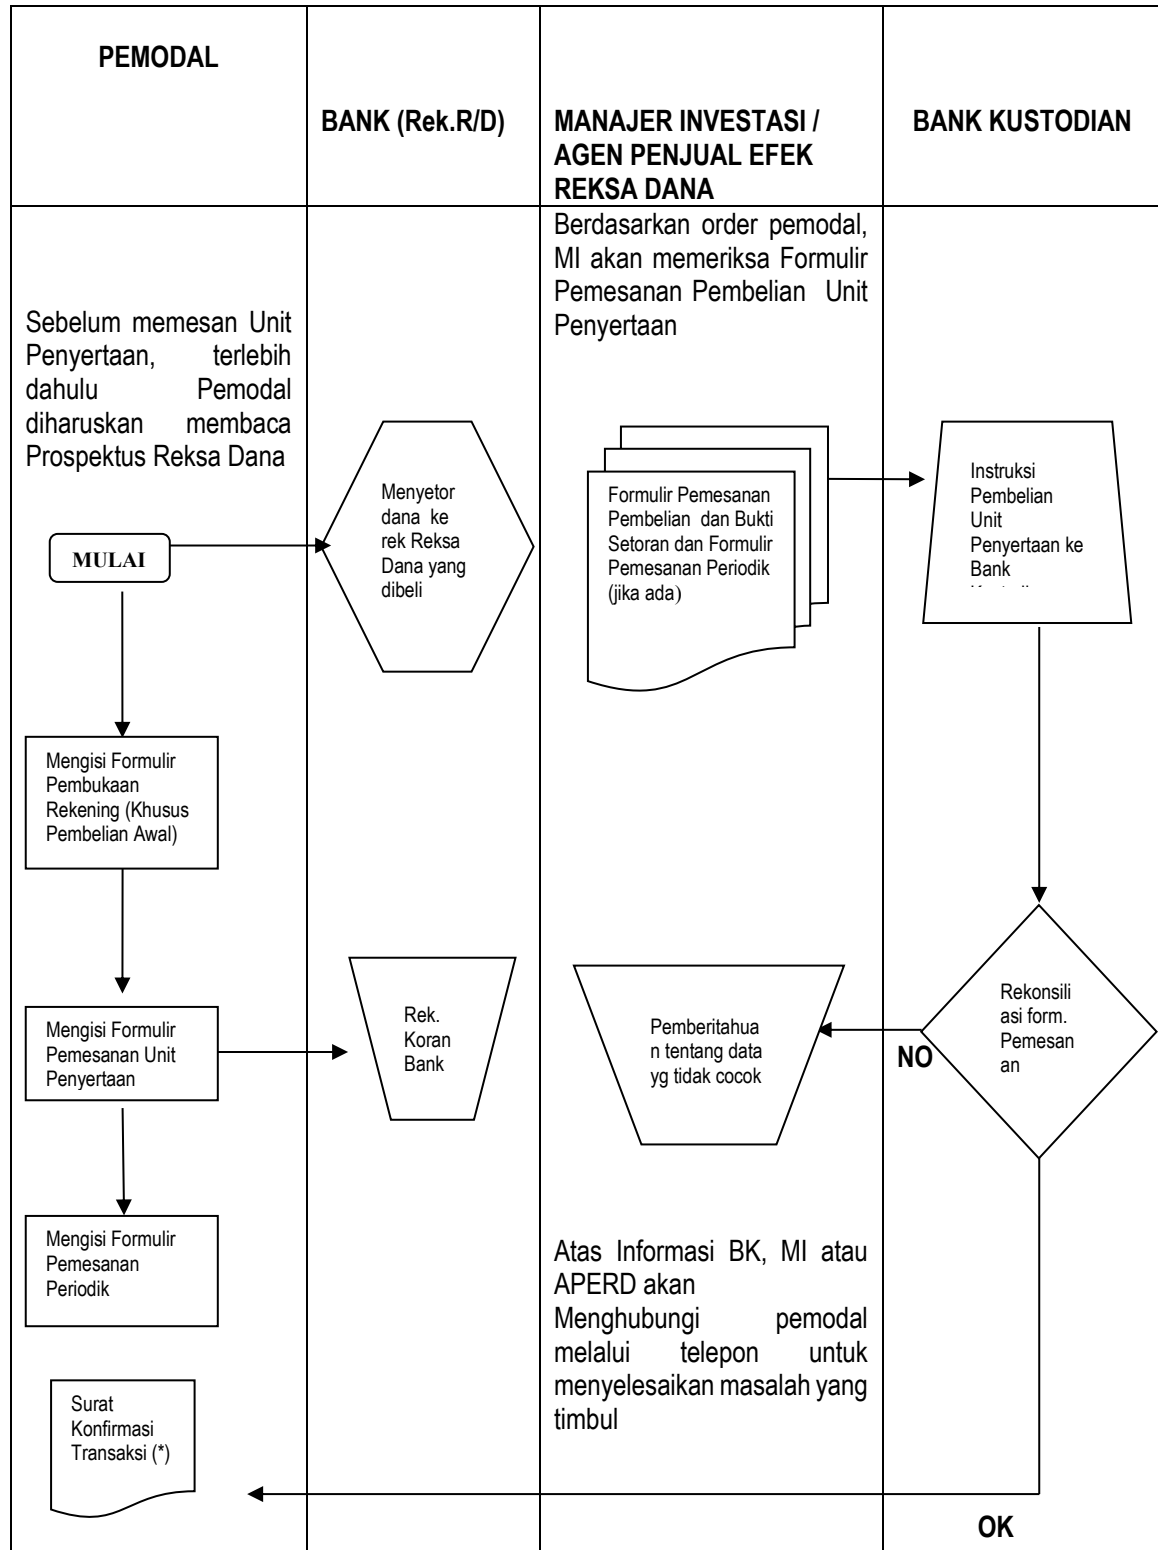 PEMODAL
BANK (Rek.R/D)
MANAJER INVESTASI /
AGEN PENJUAL EFEK
REKSA DANA
BANK KUSTODIAN
Sebelum memesan Unit
Penyertaan, terlebih
dahulu Pemodal
diharuskan membaca
Prospektus Reksa Dana
MULAI
Mengisi Formulir
Pembukaan
Rekening (Khusus
Pembelian Awal)
Mengisi Formulir
Pemesanan Unit
Penyertaan
Mengisi Formulir
Pemesanan
Periodik
Surat
Konfirmasi
Transaksi (*)
Menyetor
dana ke
rek Reksa
Dana yang
dibeli
Rek.
Koran
Bank
Berdasarkan order pemodal,
MI akan memeriksa Formulir
Pemesanan Pembelian Unit
Penyertaan
Formulir Pemesanan
Pembelian dan Bukti
Setoran dan Formulir
Pemesanan Periodik
(jika ada)
Pemberitahua
n tentang data
yg tidak cocok
Atas Informasi BK, MI atau
APERD akan
Menghubungi pemodal
melalui telepon untuk
menyelesaikan masalah yang
timbul
Instruksi
Pembelian
Unit
Penyertaan ke
Bank
Rekonsili
asi form.
Pemesan
an
NO
OK